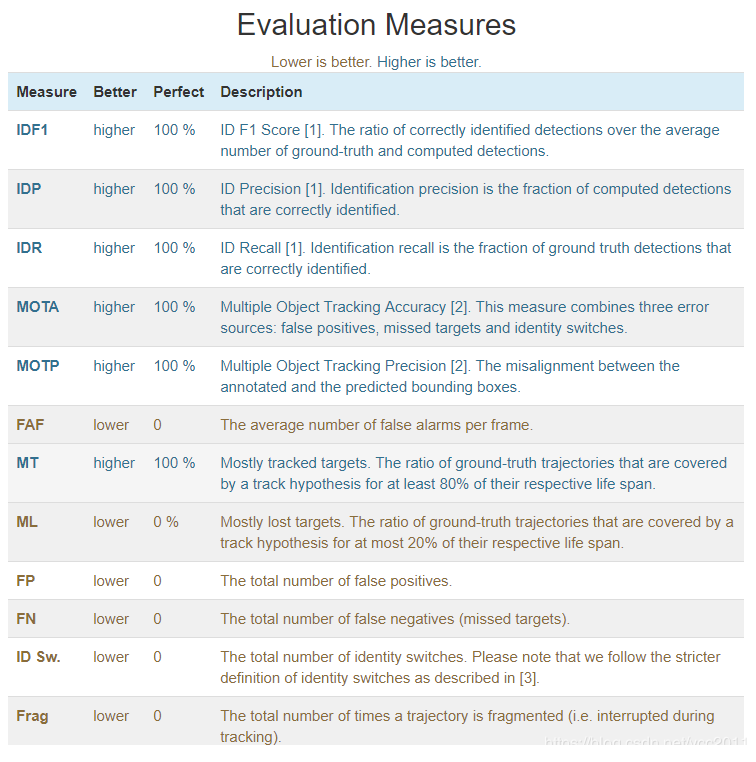 Evaluation Measures
Lower is better. Higher is better.
Measure Better Perfect Description
IDF1 higher 100 % ID F1 Score [1]. The ratio of correctly identified detections over the average
number of ground-truth and computed detections.
IDP higher 100 % ID Precision [1]. Identification precision is the fraction of computed detections
that are correctly identified.
IDR higher 100 % ID Recall [1]. Identification recall is the fraction of ground truth detections that
are correctly identified.
MOTA higher 100 % Multiple Object Tracking Accuracy [2]. This measure combines three error
sources: false positives, missed targets and identity switches.
MOTP higher 100 % Multiple Object Tracking Precision [2]. The misalignment between the
annotated and the predicted bounding boxes.
FAF lower 0 The average number of false alarms per frame.
MT higher 100 % Mostly tracked targets. The ratio of ground-truth trajectories that are covered
by a track hypothesis for at least 80% of their respective life span.
ML lower 0 % Mostly lost targets. The ratio of ground-truth trajectories that are covered by a
track hypothesis for at most 20% of their respective life span.
FP lower 0 The total number of false positives.
FN lower 0 The total number of false negatives (missed targets).
ID Sw. lower 0 The total number of identity switches. Please note that we follow the stricter
definition of identity switches as described in [3].
Frag lower 0 The total number of times a trajectory is fragmented (i.e. interrupted during
tracking).